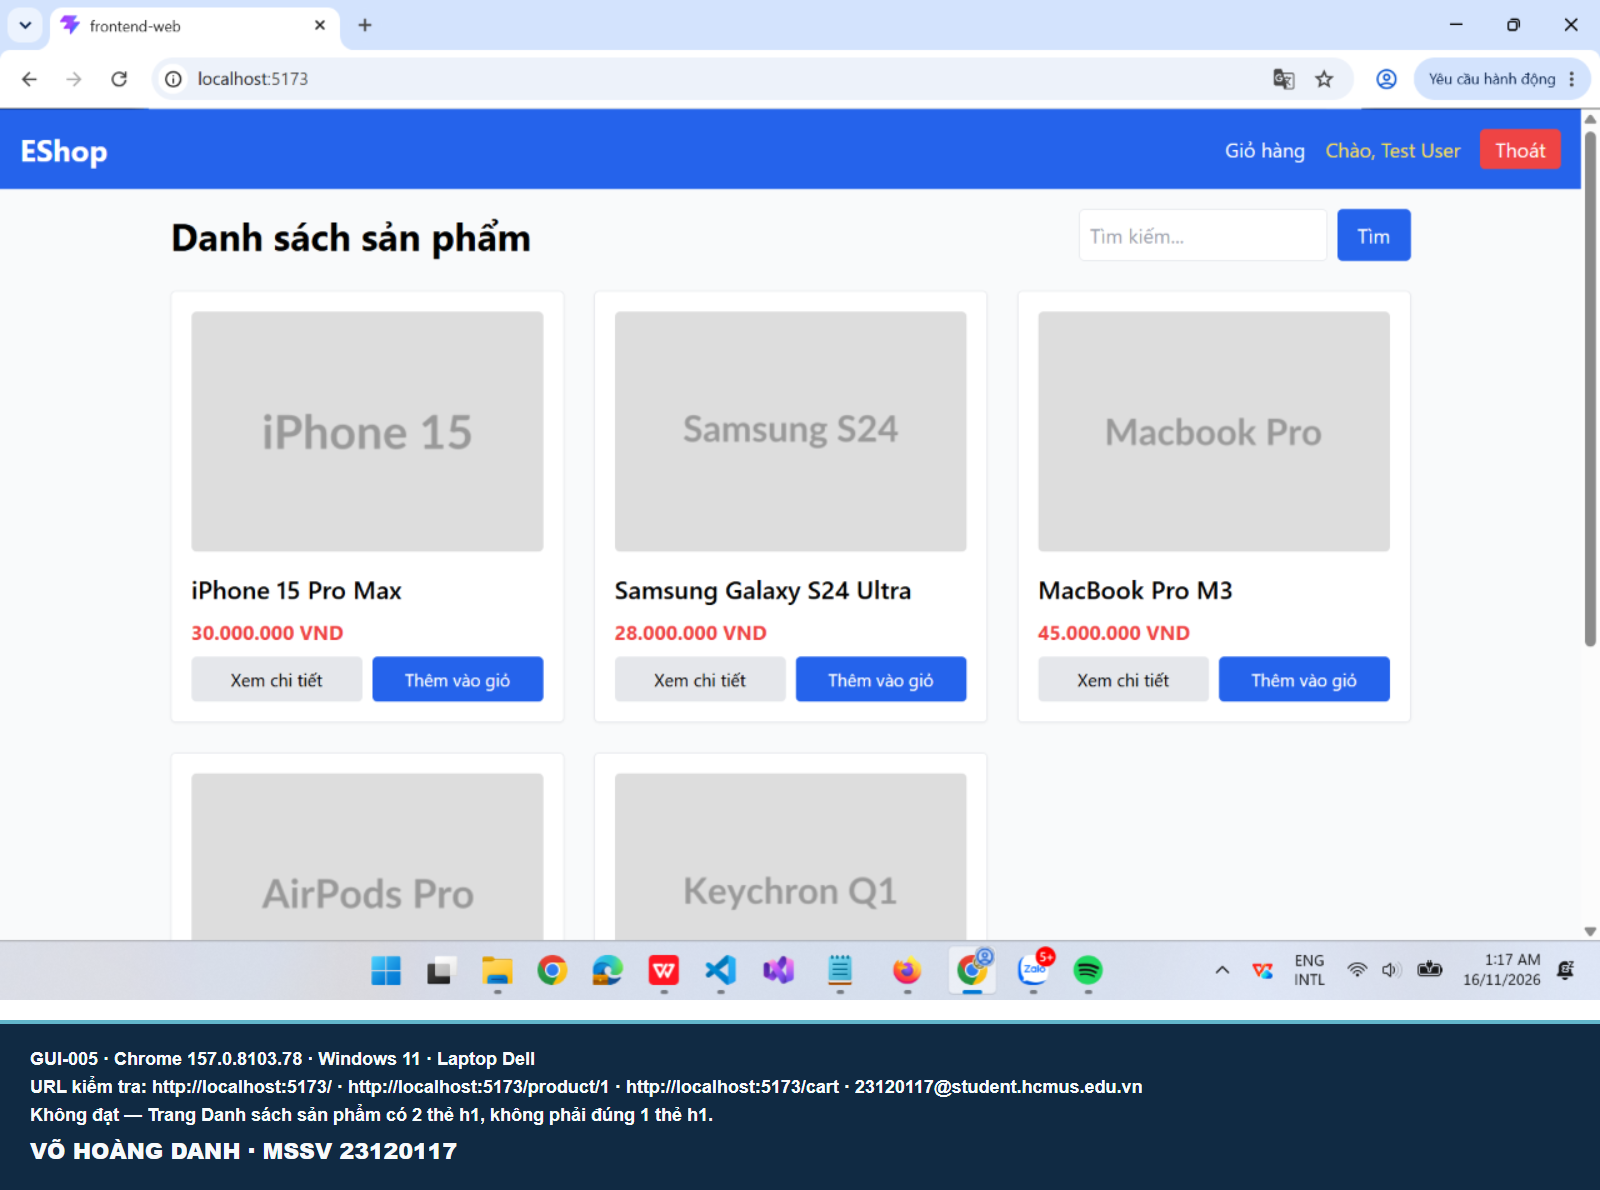 frontend-web
localhost:5173
Yêu cầu hành động
EShop
Giỏ hàng
Chào, Test User
Thoát
Danh sách sản phẩm
Tìm kiếm...
Tìm
iPhone 15
Samsung S24
Macbook Pro
iPhone 15 Pro Max
Samsung Galaxy S24 Ultra
MacBook Pro M3
30.000.000 VND
28.000.000 VND
45.000.000 VND
Xem chi tiết
Thêm vào giỏ
Xem chi tiết
Thêm vào giỏ
Xem chi tiết
Thêm vào giỏ
AirPods Pro
Keychron Q1
Zalo
5+
ENG
INTL
1:17 AM
16/11/2026
GUI-005 · Chrome 157.0.8103.78 · Windows 11 · Laptop Dell
URL kiểm tra: http://localhost:5173/ · http://localhost:5173/product/1 · http://localhost:5173/cart · 23120117@student.hcmus.edu.vn
Không đạt — Trang Danh sách sản phẩm có 2 thẻ h1, không phải đúng 1 thẻ h1.
VÕ HOÀNG DANH · MSSV 23120117